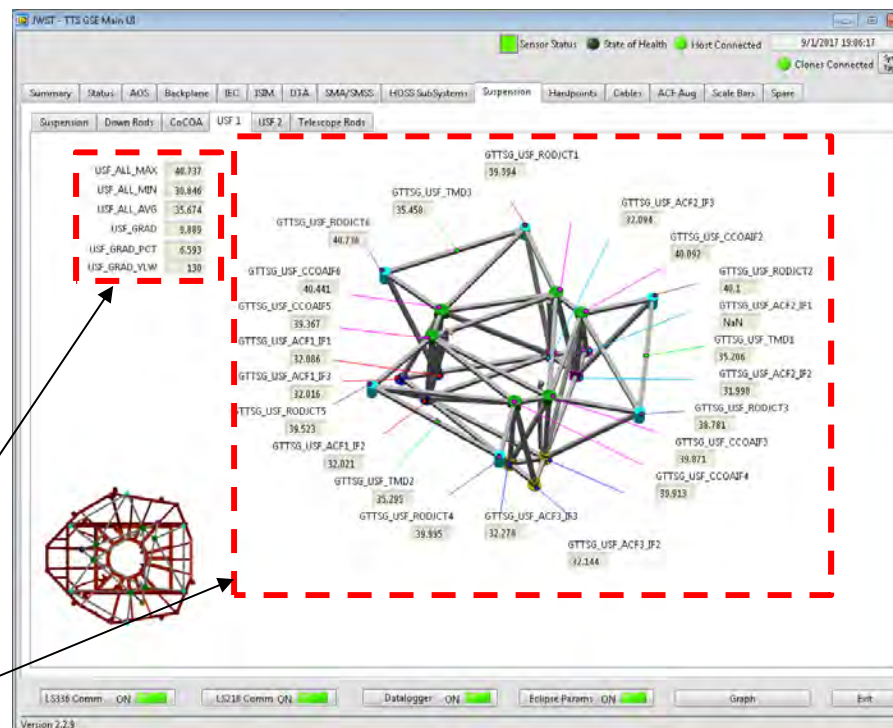 JWST - TTS GSE Main UI
Sensor Status State of Health Host Connected 9/1/2017 19:06:17
Clones Connected
Summary Status AOS Backplane IEC ISIM DTA SMA/SMSS HOSS SubSystems Suspension Hardpoints Cables ACF Aug Scale Bars Spare
Suspension Down Rods CoCOA USF 1 USF 2 Telescope Rods
USF_ALL_MAX 40.737
USF_ALL_MIN 30.846
USF_ALL_AVG 35.674
USF_GRAD 9.889
USF_GRAD_PCT 6.593
USF_GRAD_YLW 130
GTTSG_USF_RODJCT1
39.394
GTTSG_USF_TMD3
35.458
GTTSG_USF_ACF2_IF3
32.094
GTTSG_USF_RODJCT6
40.736
GTTSG_USF_CCOAIF2
40.092
GTTSG_USF_CCOAIF6
40.441
GTTSG_USF_RODJCT2
40.1
GTTSG_USF_CCOAIF5
39.367
GTTSG_USF_ACF2_IF1
NaN
GTTSG_USF_ACF1_IF1
32.086
GTTSG_USF_TMD1
35.206
GTTSG_USF_ACF1_IF3
32.016
GTTSG_USF_ACF2_IF2
31.998
GTTSG_USF_RODJCT5
39.523
GTTSG_USF_RODJCT3
38.781
GTTSG_USF_ACF1_IF2
32.021
GTTSG_USF_CCOAIF3
39.871
GTTSG_USF_TMD2
35.295
GTTSG_USF_CCOAIF4
39.913
GTTSG_USF_RODJCT4
39.995
GTTSG_USF_ACF3_IF3
32.278
GTTSG_USF_ACF3_IF2
32.144
LS336 Comm ON LS218 Comm ON Datalogger ON Eclipse Params ON Graph Exit
Version 2.2.9